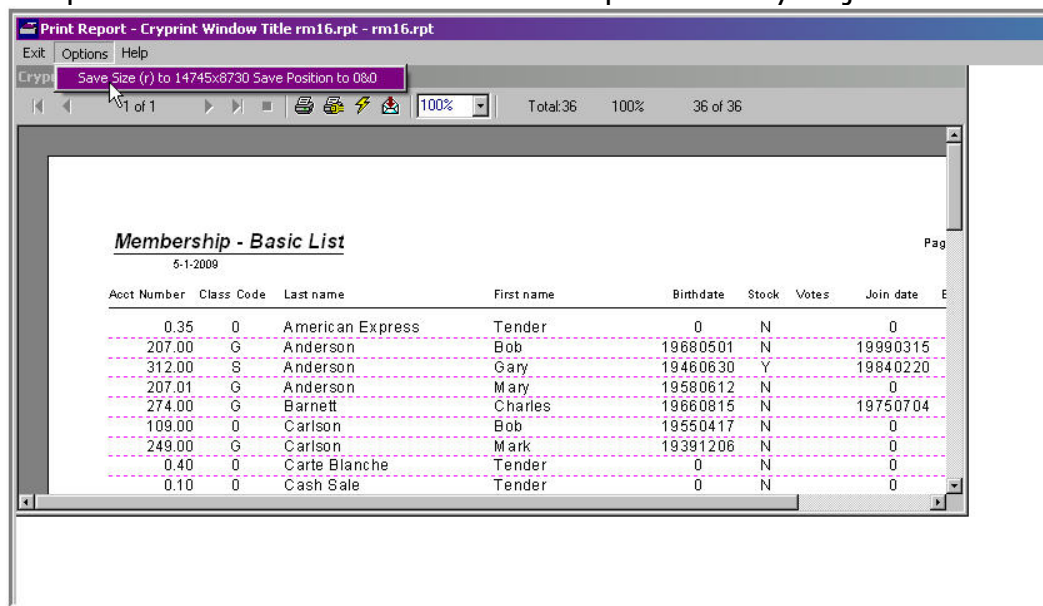 Print Report - Cryprint Window Title rm16.rpt - rm16.rpt
Exit Options Help
Save Size (r) to 14745x8730 Save Position to 0&0
1 of 1 100% Total:36 100% 36 of 36
Membership - Basic List
Pag
5-1-2009
Acct Number Class Code Last name First name Birthdate Stock Votes Join date
0.35 0 American Express Tender 0 N 0
207.00 G Anderson Bob 19680501 N 19990315
312.00 S Anderson Gary 19460630 Y 19840220
207.01 G Anderson Mary 19580612 N 0
274.00 G Barnett Charles 19660815 N 19750704
109.00 0 Carlson Bob 19550417 N 0
249.00 G Carlson Mark 19391206 N 0
0.40 0 Carte Blanche Tender 0 N 0
0.10 0 Cash Sale Tender 0 N 0